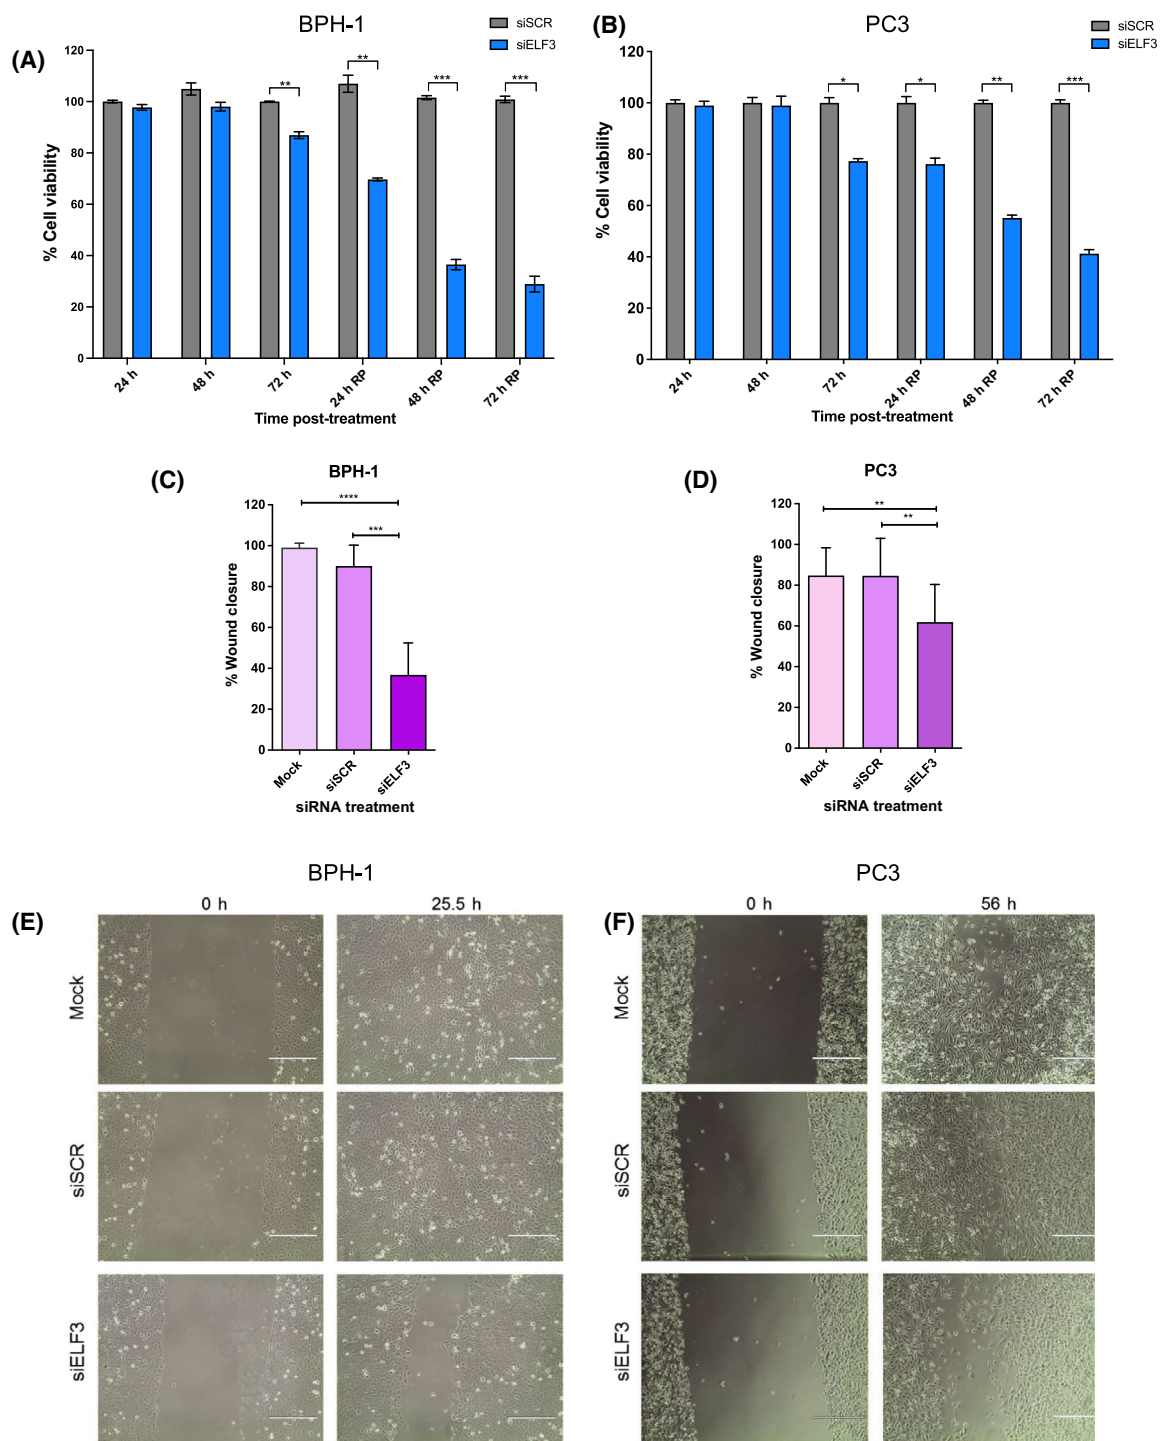 BPH-1
siSCR
siELF3
(A)
120
100
80
60
40
20
0
% Cell viability
** ** *** ***
24 h 48 h 72 h 24 h RP 48 h RP 72 h RP
Time post-treatment
PC3
siSCR
siELF3
(B)
120
100
80
60
40
20
0
% Cell viability
* * ** ***
24 h 48 h 72 h 24 h RP 48 h RP 72 h RP
Time post-treatment
(C)
BPH-1
120
100
80
60
40
20
0
% Wound closure
****
***
Mock siSCR siELF3
siRNA treatment
(D)
PC3
120
100
80
60
40
20
0
% Wound closure
**
**
Mock siSCR siELF3
siRNA treatment
BPH-1
(E)
0 h 25.5 h
Mock
siSCR
siELF3
PC3
(F)
0 h 56 h
Mock
siSCR
siELF3